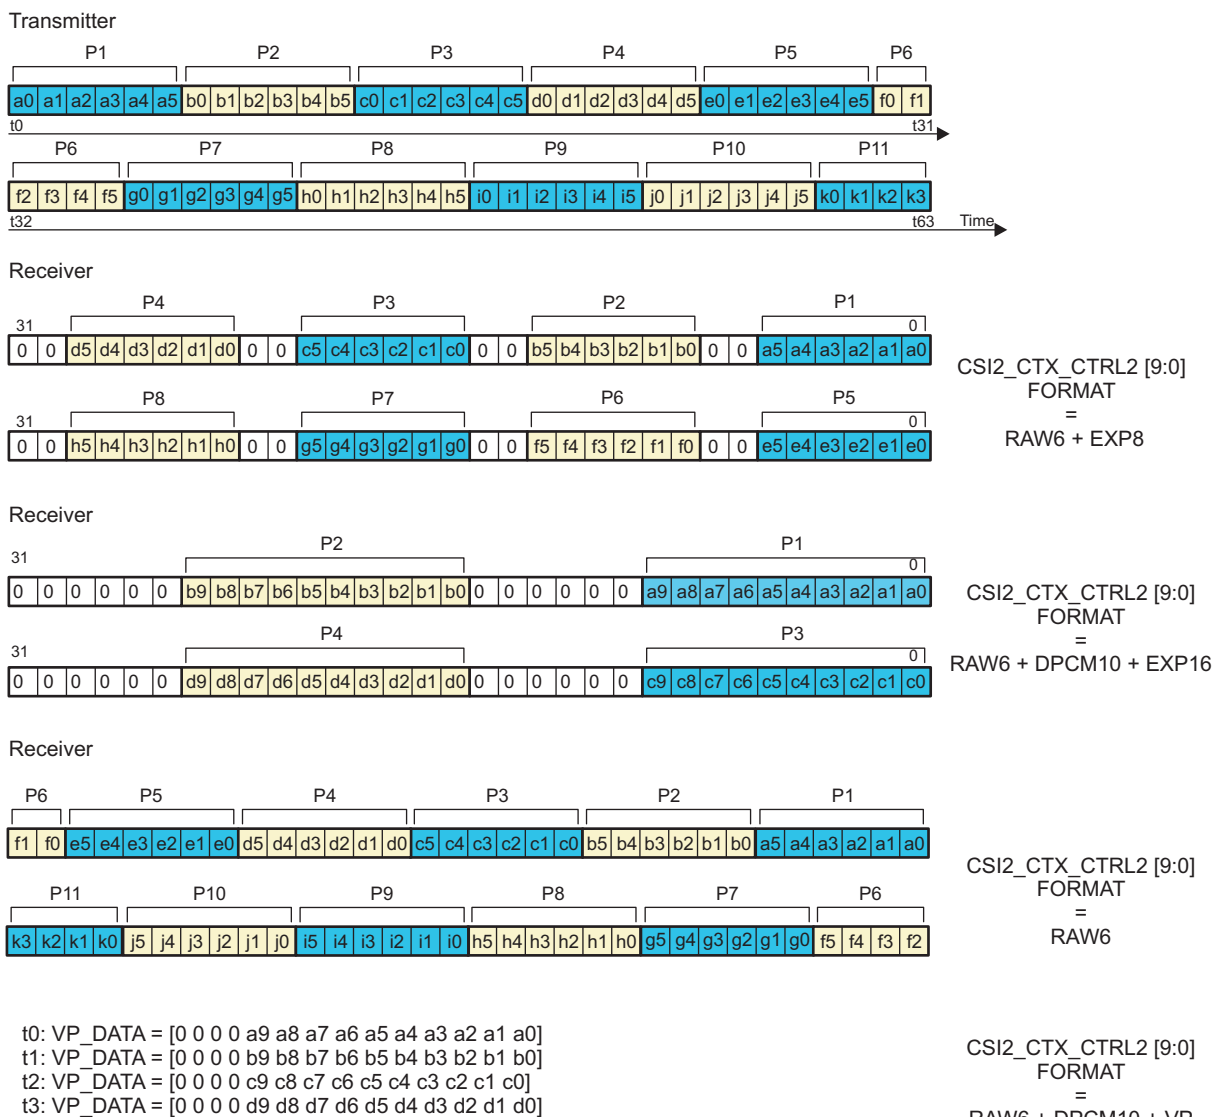 Transmitter
P1 P2 P3 P4 P5 P6
a0 a1 a2 a3 a4 a5 b0 b1 b2 b3 b4 b5 c0 c1 c2 c3 c4 c5 d0 d1 d2 d3 d4 d5 e0 e1 e2 e3 e4 e5 f0 f1
t0 t31
P6 P7 P8 P9 P10 P11
f2 f3 f4 f5 g0 g1 g2 g3 g4 g5 h0 h1 h2 h3 h4 h5 i0 i1 i2 i3 i4 i5 j0 j1 j2 j3 j4 j5 k0 k1 k2 k3
t32 t63 Time
Receiver
P4 P3 P2 P1
31 0
0 0 d5 d4 d3 d2 d1 d0 0 0 c5 c4 c3 c2 c1 c0 0 0 b5 b4 b3 b2 b1 b0 0 0 a5 a4 a3 a2 a1 a0
P8 P7 P6 P5
31 0
0 0 h5 h4 h3 h2 h1 h0 0 0 g5 g4 g3 g2 g1 g0 0 0 f5 f4 f3 f2 f1 f0 0 0 e5 e4 e3 e2 e1 e0
CSI2_CTX_CTRL2 [9:0]
FORMAT
=
RAW6 + EXP8
Receiver
P2 P1
31 0
0 0 0 0 0 0 b9 b8 b7 b6 b5 b4 b3 b2 b1 b0 0 0 0 0 0 0 a9 a8 a7 a6 a5 a4 a3 a2 a1 a0
P4 P3
31 0
0 0 0 0 0 0 d9 d8 d7 d6 d5 d4 d3 d2 d1 d0 0 0 0 0 0 0 c9 c8 c7 c6 c5 c4 c3 c2 c1 c0
CSI2_CTX_CTRL2 [9:0]
FORMAT
=
RAW6 + DPCM10 + EXP16
Receiver
P6 P5 P4 P3 P2 P1
f1 f0 e5 e4 e3 e2 e1 e0 d5 d4 d3 d2 d1 d0 c5 c4 c3 c2 c1 c0 b5 b4 b3 b2 b1 b0 a5 a4 a3 a2 a1 a0
P11 P10 P9 P8 P7 P6
k3 k2 k1 k0 j5 j4 j3 j2 j1 j0 i5 i4 i3 i2 i1 i0 h5 h4 h3 h2 h1 h0 g5 g4 g3 g2 g1 g0 f5 f4 f3 f2
CSI2_CTX_CTRL2 [9:0]
FORMAT
=
RAW6
t0: VP_DATA = [0 0 0 0 a9 a8 a7 a6 a5 a4 a3 a2 a1 a0]
t1: VP_DATA = [0 0 0 0 b9 b8 b7 b6 b5 b4 b3 b2 b1 b0]
t2: VP_DATA = [0 0 0 0 c9 c8 c7 c6 c5 c4 c3 c2 c1 c0]
t3: VP_DATA = [0 0 0 0 d9 d8 d7 d6 d5 d4 d3 d2 d1 d0]
CSI2_CTX_CTRL2 [9:0]
FORMAT
=
RAW6 + DPCM10 + VP